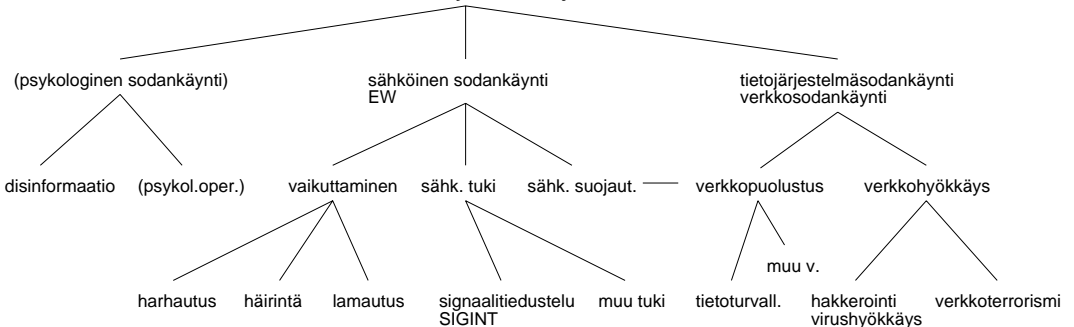 (psykologinen sodankäynti) sähköinen sodankäynti tietojärjestelmäsodankäynti
EW verkkosodankäynti
disinformaatio (psykol.oper.) vaikuttaminen sähk. tuki sähk. suojaut. verkkopuolustus verkkohyökkäys
muu v.
harhautus häirintä lamautus signaalitiedustelu muu tuki tietoturvall. hakkerointi verkkoterrorismi
SIGINT virushyökkäys